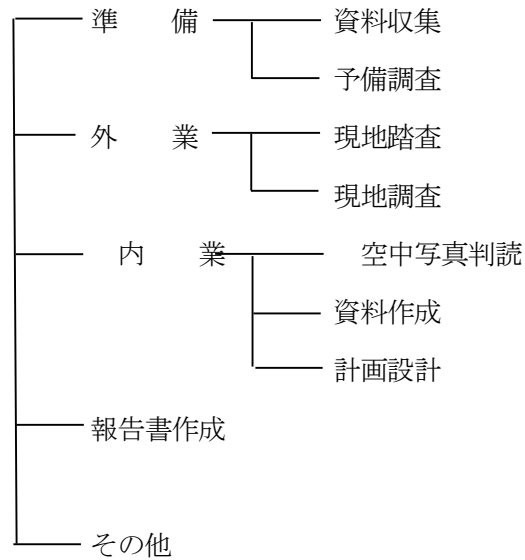 準　　備　資料収集
予備調査
外　　業　現地踏査
現地調査
内　　業　空中写真判読
資料作成
計画設計
報告書作成
その他